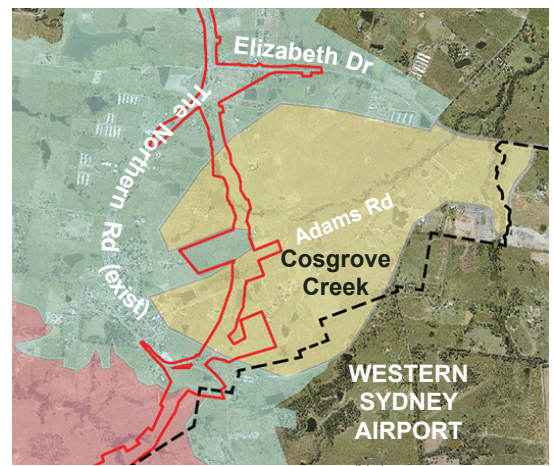 Elizabeth Dr
The Northern Rd (exist)
Adams Rd
Cosgrove
Creek
WESTERN
SYDNEY
AIRPORT